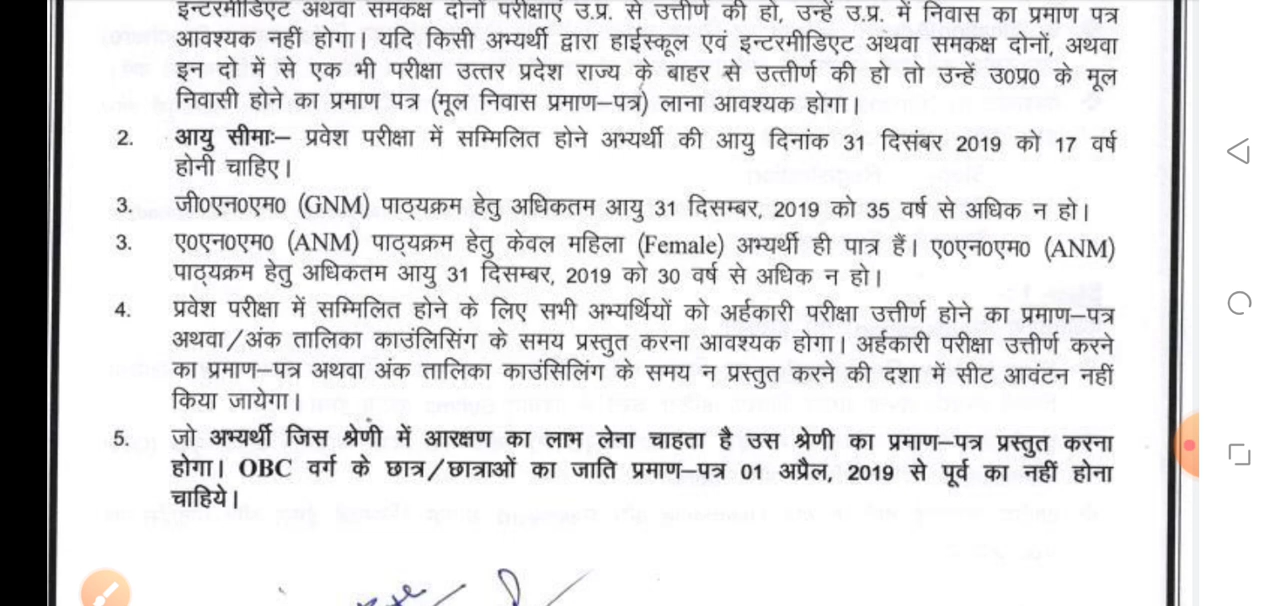 इन्टरमीडिएट अथवा समकक्ष दोनों परीक्षाएं उ.प्र. से उत्तीर्ण की हो, उन्हें उ.प्र. में निवास का प्रमाण पत्र
आवश्यक नहीं होगा। यदि किसी अभ्यर्थी द्वारा हाईस्कूल एवं इन्टरमीडिएट अथवा समकक्ष दोनों, अथवा
इन दो में से एक भी परीक्षा उत्तर प्रदेश राज्य के बाहर से उत्तीर्ण की हो तो उन्हें उ0प्र0 के मूल
निवासी होने का प्रमाण पत्र (मूल निवास प्रमाण–पत्र) लाना आवश्यक होगा।
2. आयु सीमाः– प्रवेश परीक्षा में सम्मिलित होने अभ्यर्थी की आयु दिनांक 31 दिसंबर 2019 को 17 वर्ष
होनी चाहिए।
3. जी0एन0एम0 (GNM) पाठ्यक्रम हेतु अधिकतम आयु 31 दिसम्बर, 2019 को 35 वर्ष से अधिक न हो।
3. ए0एन0एम0 (ANM) पाठ्यक्रम हेतु केवल महिला (Female) अभ्यर्थी ही पात्र हैं। ए0एन0एम0 (ANM)
पाठ्यक्रम हेतु अधिकतम आयु 31 दिसम्बर, 2019 को 30 वर्ष से अधिक न हो।
4. प्रवेश परीक्षा में सम्मिलित होने के लिए सभी अभ्यर्थियों को अर्हकारी परीक्षा उत्तीर्ण होने का प्रमाण–पत्र
अथवा/अंक तालिका काउंलिसिंग के समय प्रस्तुत करना आवश्यक होगा। अर्हकारी परीक्षा उत्तीर्ण करने
का प्रमाण–पत्र अथवा अंक तालिका काउंसिलिंग के समय न प्रस्तुत करने की दशा में सीट आवंटन नहीं
किया जायेगा।
5. जो अभ्यर्थी जिस श्रेणी में आरक्षण का लाभ लेना चाहता है उस श्रेणी का प्रमाण–पत्र प्रस्तुत करना
होगा। OBC वर्ग के छात्र/छात्राओं का जाति प्रमाण–पत्र 01 अप्रैल, 2019 से पूर्व का नहीं होना
चाहिये।